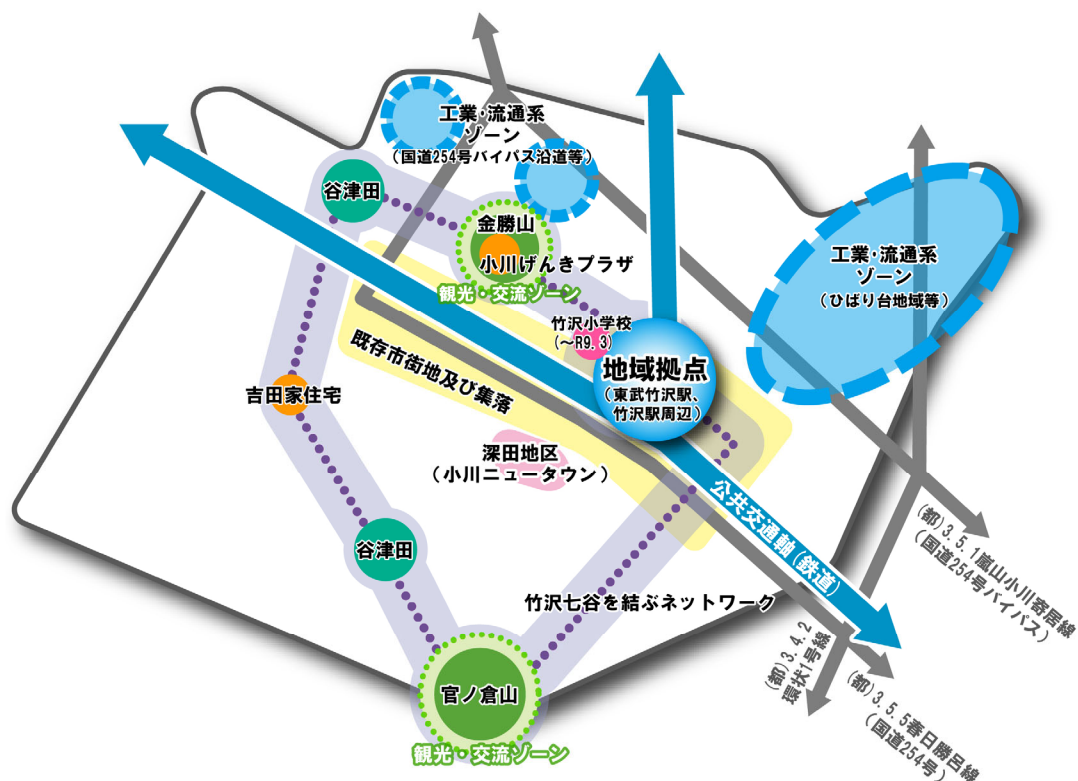 工業・流通系
ゾーン
(国道254号バイパス沿道等)
谷津田
金勝山
小川げんきプラザ
観光・交流ゾーン
工業・流通系
ゾーン
(ひばり台地域等)
竹沢小学校
(～R9.3)
地域拠点
(東武竹沢駅、
竹沢駅周辺)
既存市街地及び集落
吉田家住宅
深田地区
(小川ニュータウン)
公共交通軸(鉄道)
(都)3.5.1嵐山小川寄居線
(国道254号バイパス)
谷津田
竹沢七谷を結ぶネットワーク
(都)3.4.2
環状1号線
(都)3.5.5春日勝呂線
(国道254号)
官ノ倉山
観光・交流ゾーン